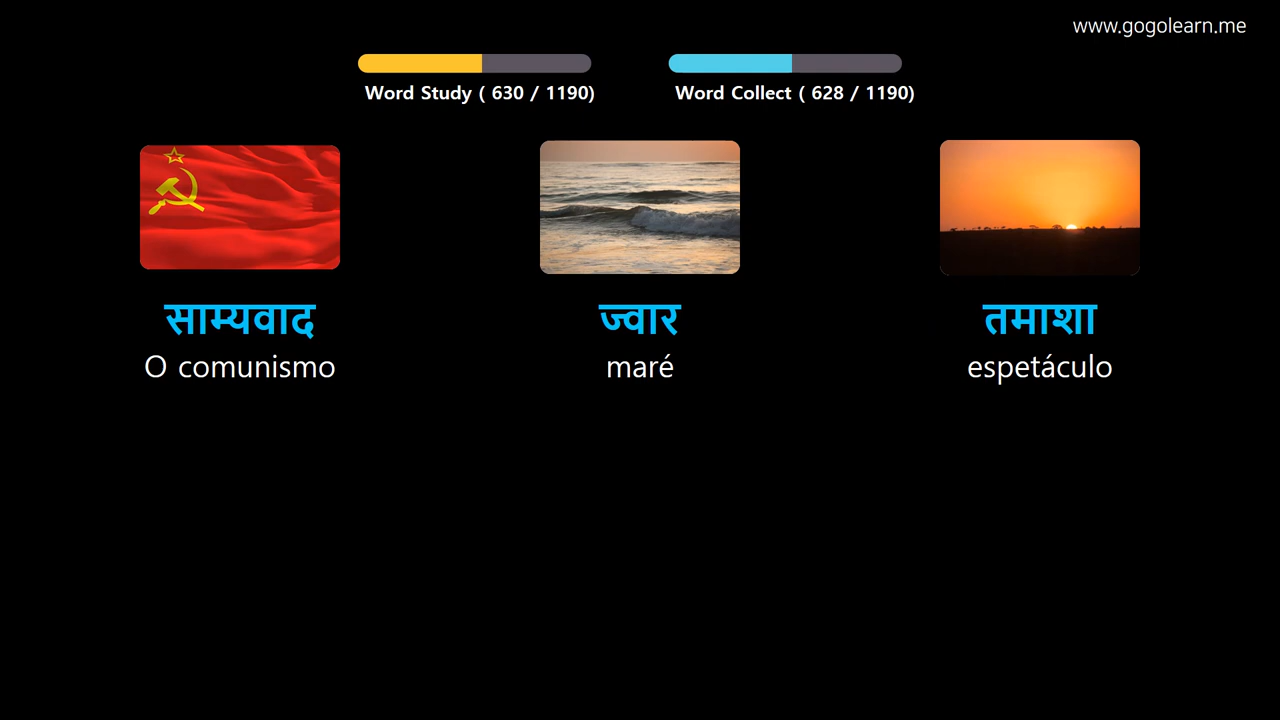 www.gogolearn.me
Word Study ( 630 / 1190)
Word Collect ( 628 / 1190)
साम्यवाद
ज्वार
तमाशा
O comunismo
maré
espetáculo